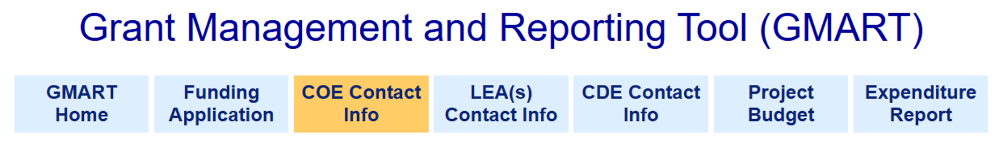 Grant Management and Reporting Tool (GMART)
GMART
Home
Funding
Application
COE Contact
Info
LEA(s)
Contact Info
CDE Contact
Info
Project
Budget
Expenditure
Report